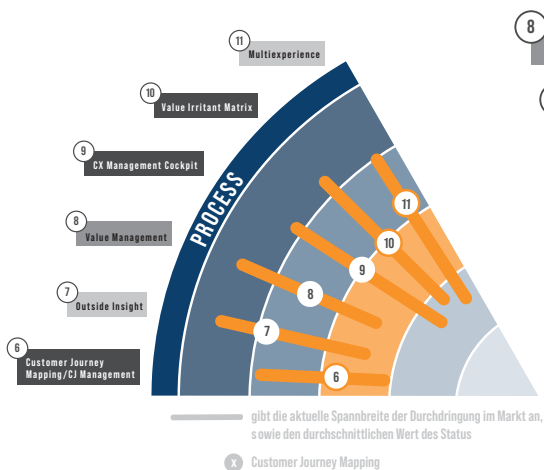 8
11
Multiexperience
10
Value Irritant Matrix
9
CX Management Cockpit
8
Value Management
7
Outside Insight
6
Customer Journey
Mapping/CJ Management
PROCESS
11
10
9
8
7
6
gibt die aktuelle Spannbreite der Durchdringung im Markt an,
sowie den durchschnittlichen Wert des Status
X Customer Journey Mapping